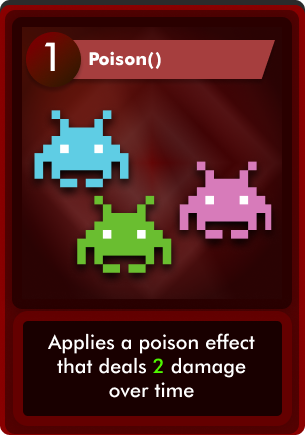 1
Poison()
Applies a poison effect
that deals 2 damage
over time